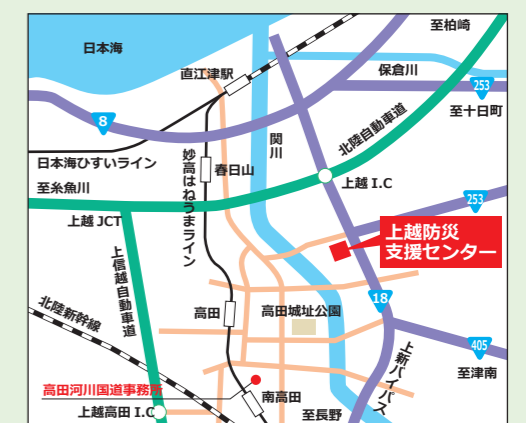 至柏崎
日本海
直江津駅
保倉川
253
至十日町
8
関川
北陸自動車道
日本海ひすいライン
妙高はねうまライン
春日山
上越 I.C
至糸魚川
253
上越 JCT
上越防災
支援センター
上信越自動車道
18
北陸新幹線
高田
高田城址公園
405
上新バイパス
至津南
高田河川国道事務所
南高田
上越高田 I.C
至長野